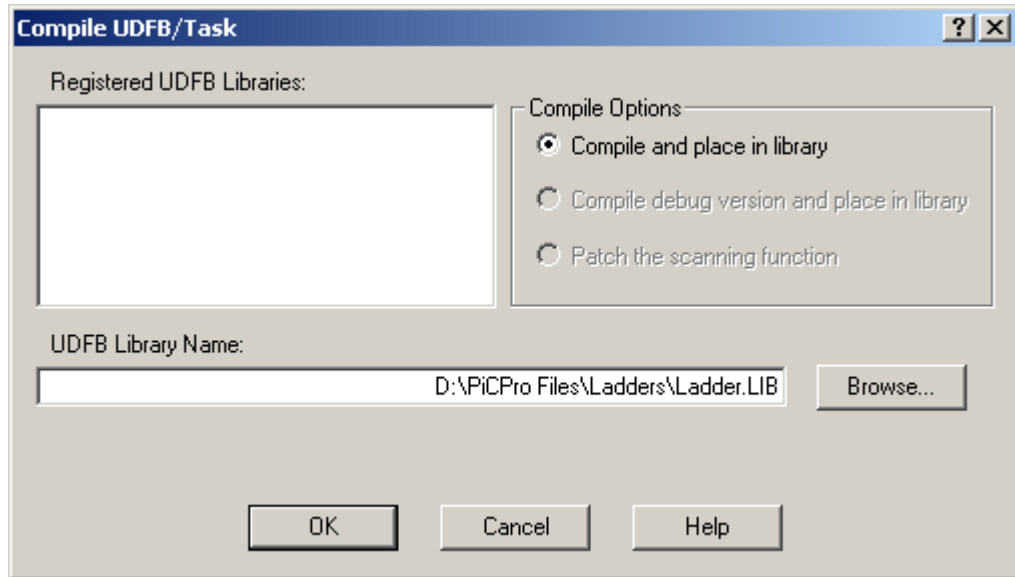 Compile UDFB/Task
Registered UDFB Libraries:
Compile Options
Compile and place in library
Compile debug version and place in library
Patch the scanning function
UDFB Library Name:
D:\PiCPro Files\Ladders\Ladder.LIB
Browse...
OK
Cancel
Help